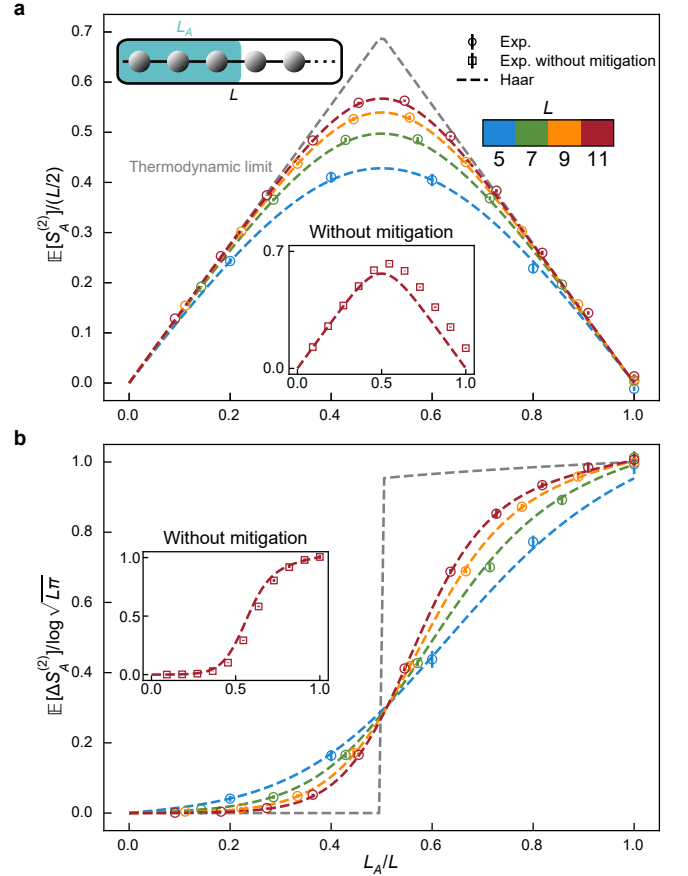 a
0.7
0.6
0.5
0.4
0.3
0.2
0.1
0.0
𝔼[S_A^{(2)}]/(L/2)
L_A
L
Exp.
Exp. without mitigation
Haar
L
5 7 9 11
Thermodynamic limit
Without mitigation
0.7
0.0
0.0 0.5 1.0
0.0 0.2 0.4 0.6 0.8 1.0
b
1.0
0.8
0.6
0.4
0.2
0.0
𝔼[ΔS_A^{(2)}]/log √Lπ
Without mitigation
1.0
0.5
0.0
0.0 0.5 1.0
0.0 0.2 0.4 0.6 0.8 1.0
L_A/L